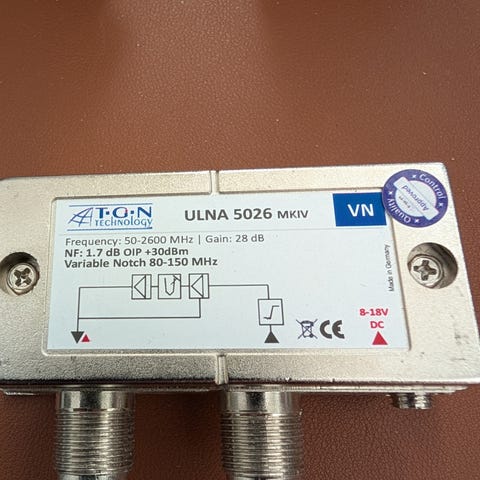 T·G·N
TECHNOLOGY
ULNA 5026 MKIV
VN
Frequency: 50-2600 MHz | Gain: 28 dB
NF: 1.7 dB OIP +30dBm
Variable Notch 80-150 MHz
8-18V
DC
CE
Made in Germany
Control
Approved
Quality